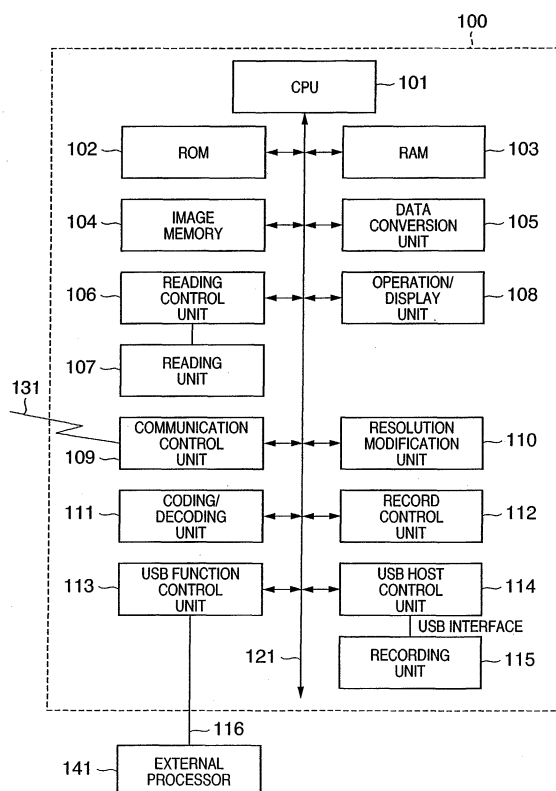 100
CPU
101
102
ROM
RAM
103
104
IMAGE
MEMORY
DATA
CONVERSION
UNIT
105
106
READING
CONTROL
UNIT
OPERATION/
DISPLAY
UNIT
108
107
READING
UNIT
131
COMMUNICATION
CONTROL
UNIT
109
RESOLUTION
MODIFICATION
UNIT
110
111
CODING/
DECODING
UNIT
RECORD
CONTROL
UNIT
112
113
USB FUNCTION
CONTROL
UNIT
USB HOST
CONTROL
UNIT
114
USB INTERFACE
121
RECORDING
UNIT
115
116
141
EXTERNAL
PROCESSOR